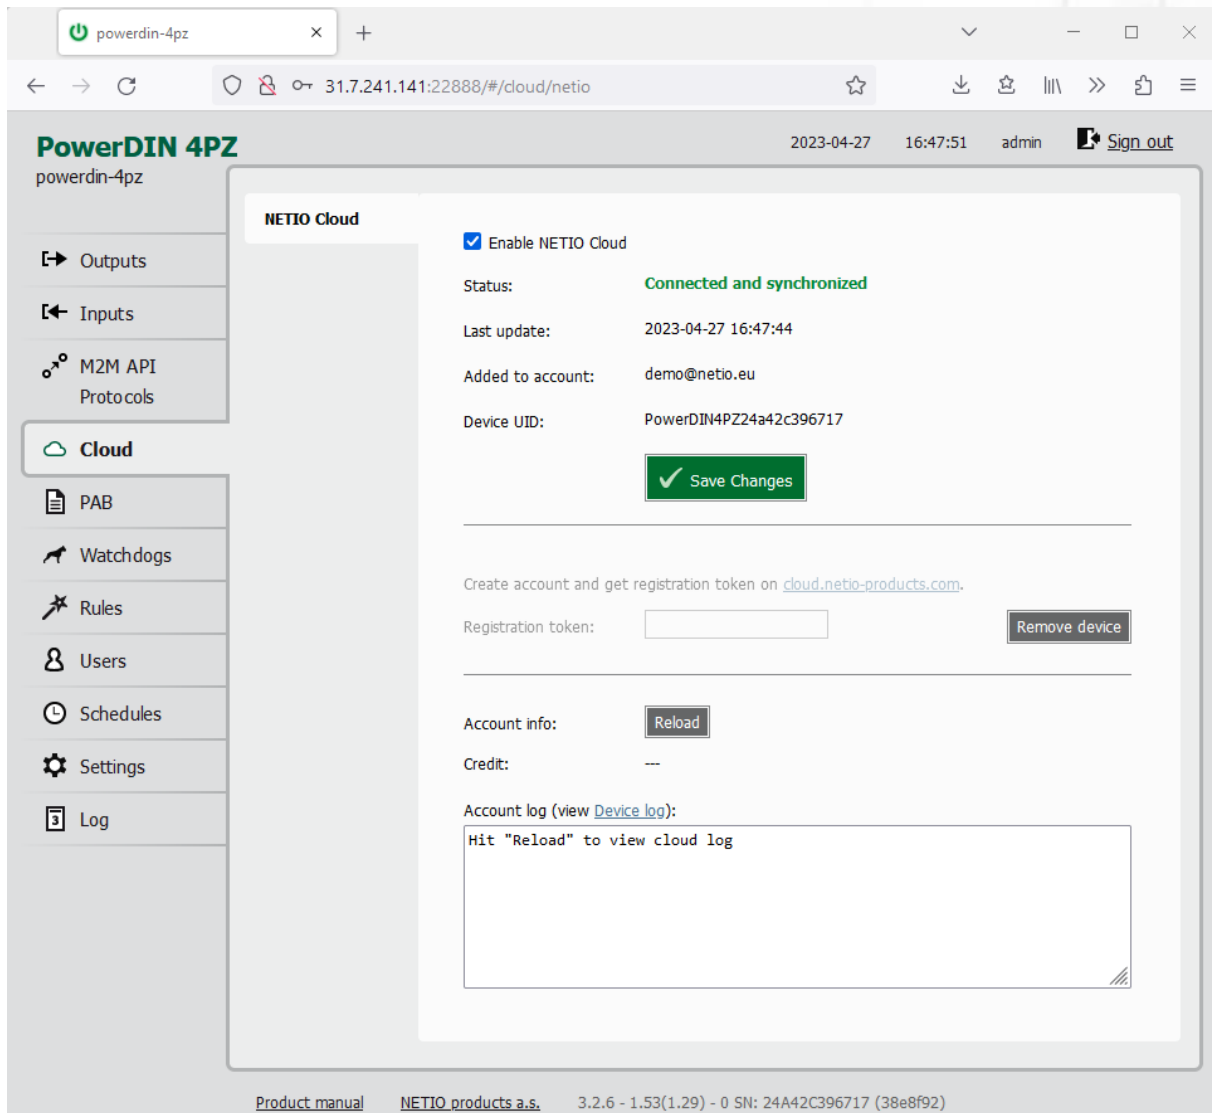 powerdin-4pz
31.7.241.141:22888/#/cloud/netio
PowerDIN 4PZ
powerdin-4pz
2023-04-27 16:47:51 admin Sign out
Outputs
Inputs
M2M API
Protocols
Cloud
PAB
Watchdogs
Rules
Users
Schedules
Settings
3 Log
NETIO Cloud
Enable NETIO Cloud
Status: Connected and synchronized
Last update: 2023-04-27 16:47:44
Added to account: demo@netio.eu
Device UID: PowerDIN4PZ24a42c396717
Save Changes
Create account and get registration token on cloud.netio-products.com.
Registration token: Remove device
Account info: Reload
Credit: ---
Account log (view Device log):
Hit "Reload" to view cloud log
Product manual NETIO products a.s. 3.2.6 - 1.53(1.29) - 0 SN: 24A42C396717 (38e8f92)